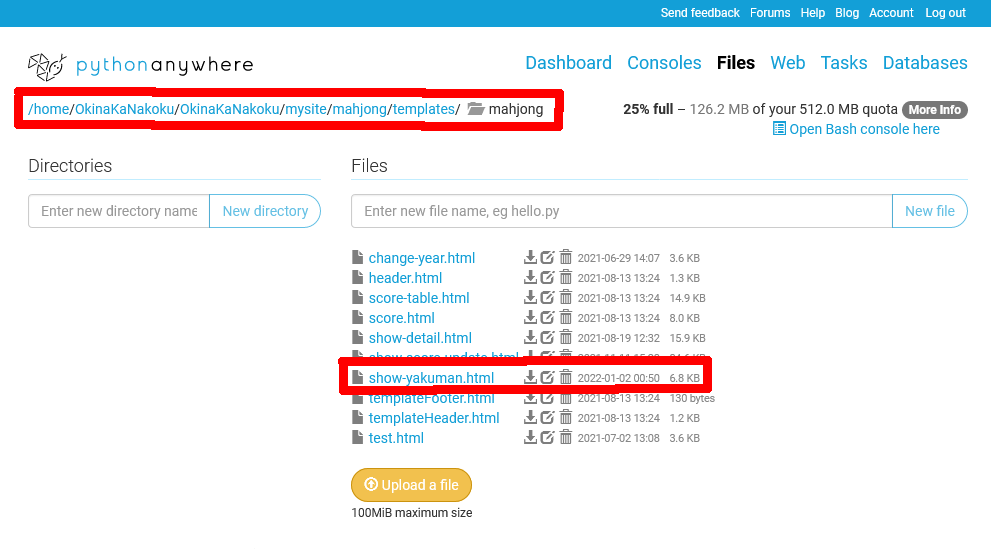 Send feedback Forums Help Blog Account Log out
pythonanywhere
Dashboard Consoles Files Web Tasks Databases
/home/OkinaKaNakoku/OkinaKaNakoku/mysite/mahjong/templates/ mahjong
25% full – 126.2 MB of your 512.0 MB quota More Info
Open Bash console here
Directories
Enter new directory name
New directory
Files
Enter new file name, eg hello.py
New file
change-year.html 2021-06-29 14:07 3.6 KB
header.html 2021-08-13 13:24 1.3 KB
score-table.html 2021-08-13 13:24 14.9 KB
score.html 2021-08-13 13:24 8.0 KB
show-detail.html 2021-08-19 12:32 15.9 KB
show-score-update.html
show-yakuman.html 2022-01-02 00:50 6.8 KB
templateFooter.html 2021-08-13 13:24 130 bytes
templateHeader.html 2021-08-13 13:24 1.2 KB
test.html 2021-07-02 13:08 3.6 KB
Upload a file
100MiB maximum size